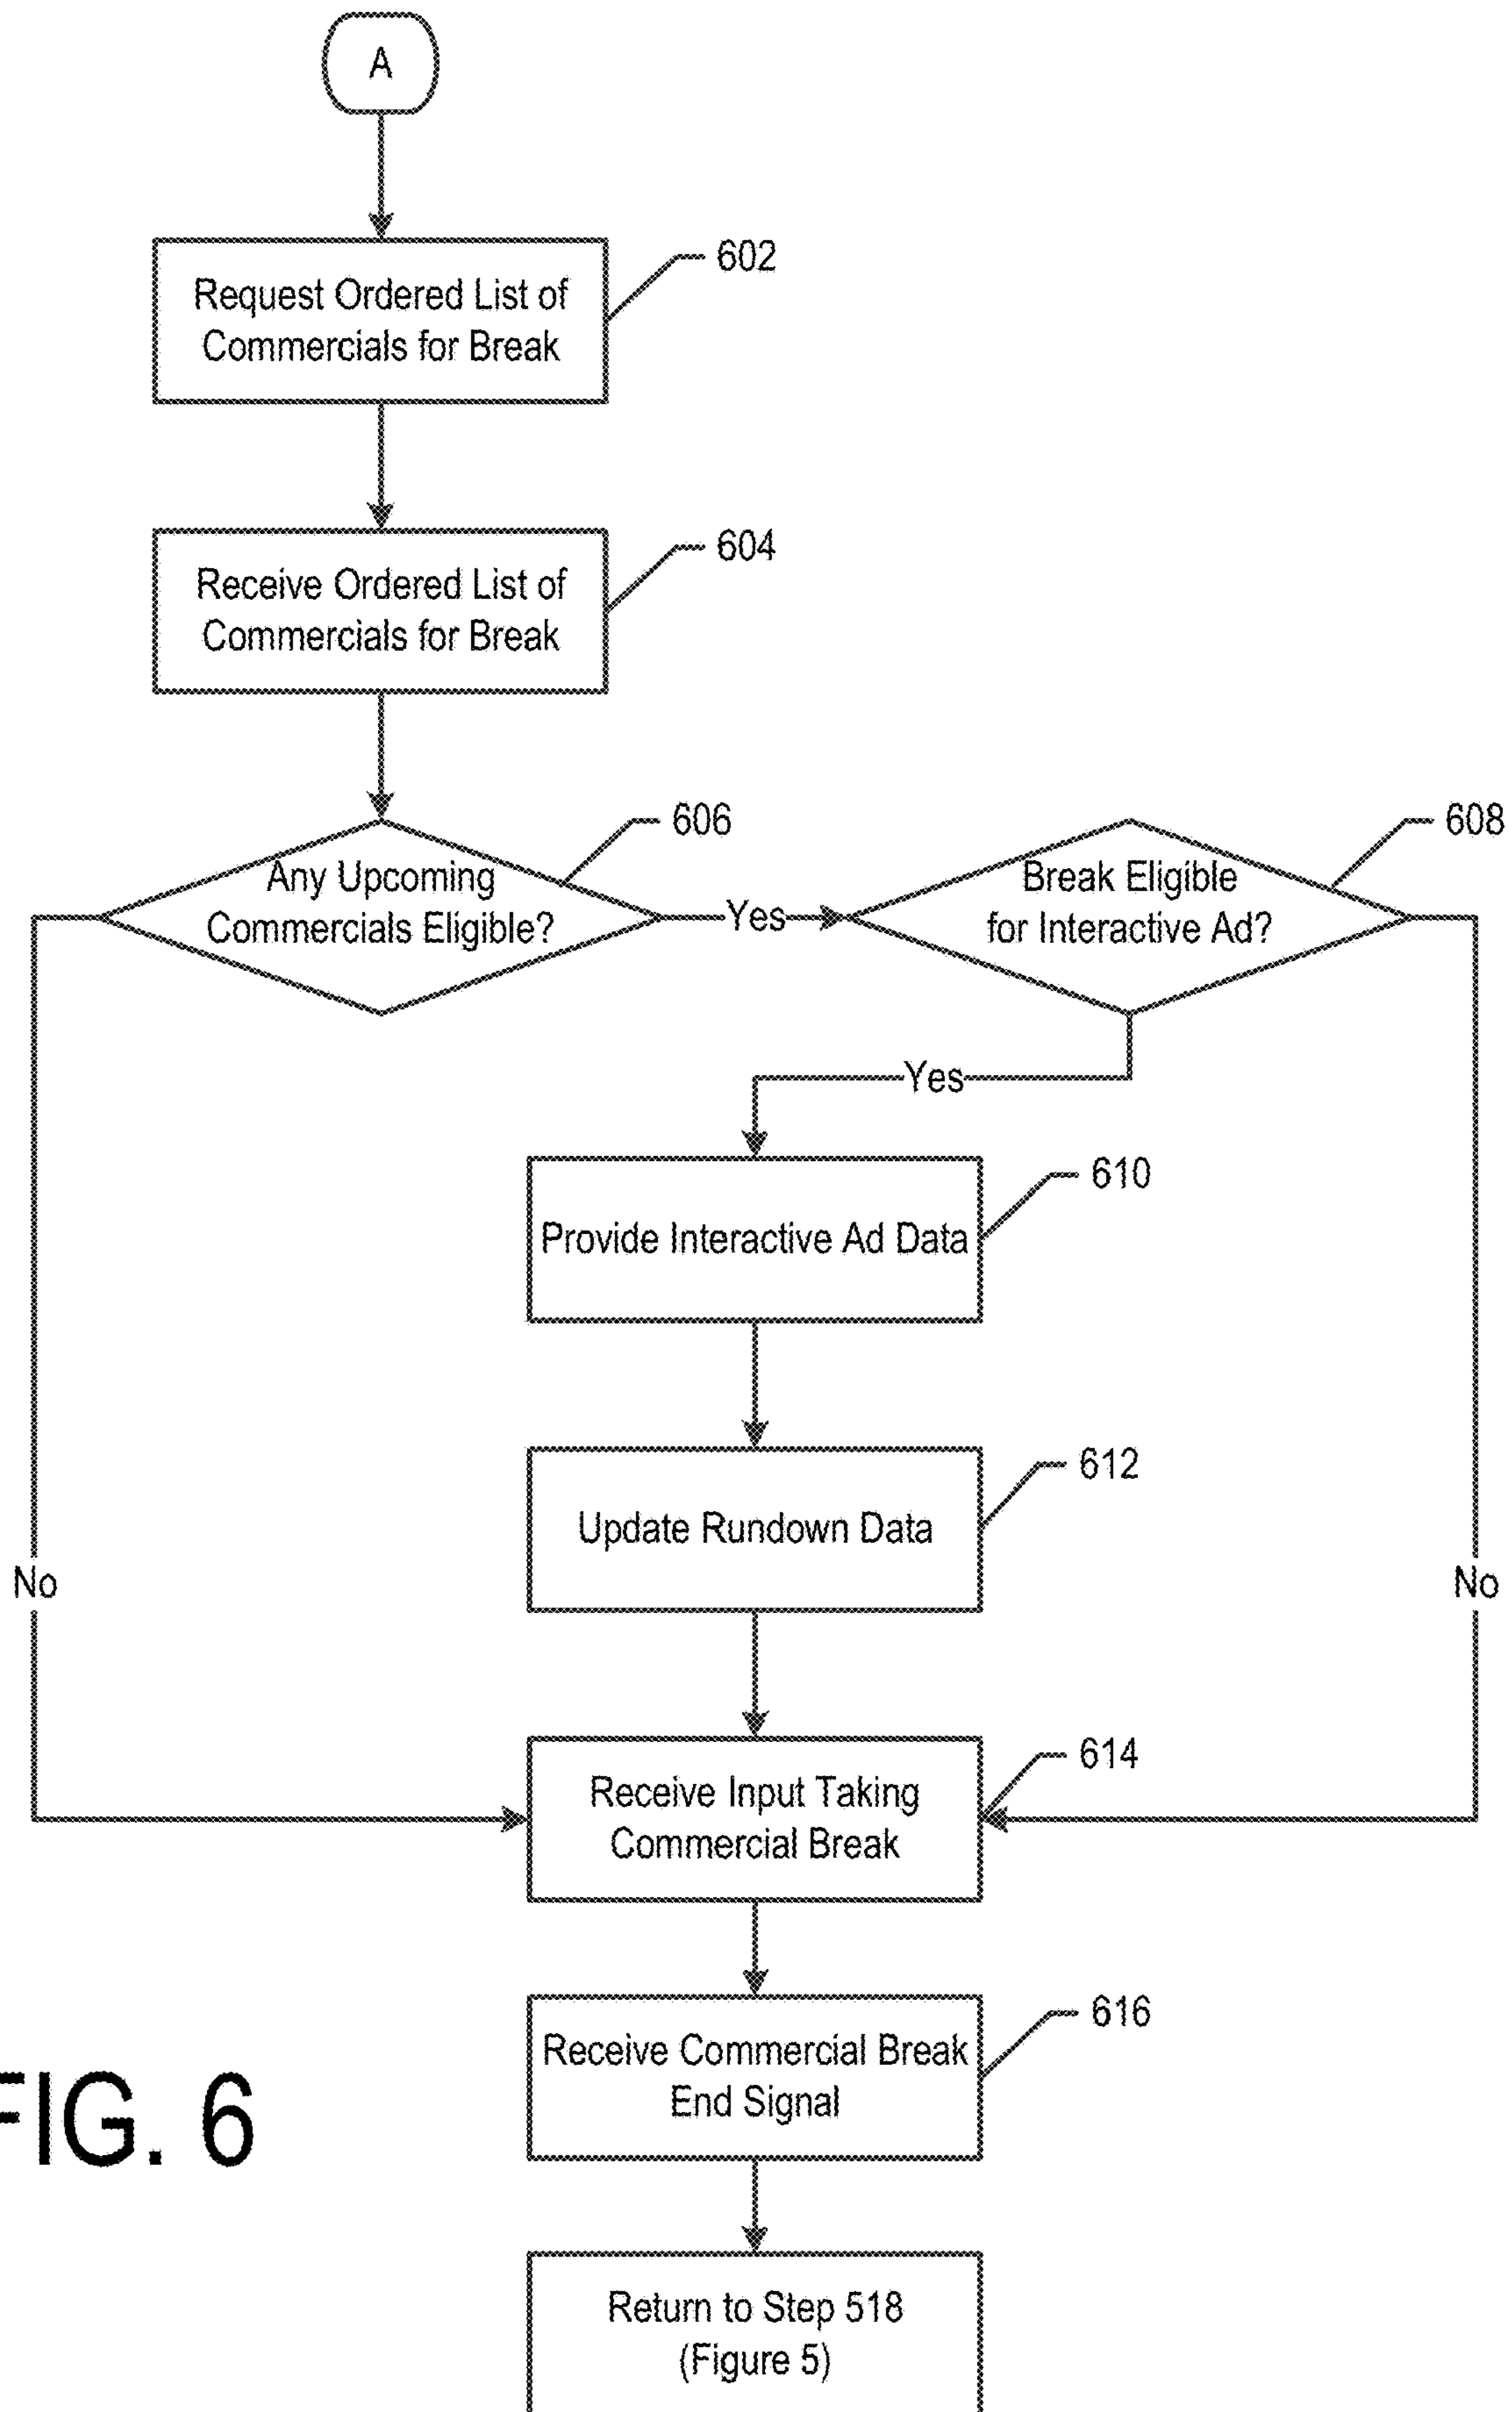 A
602
Request Ordered List of
Commercials for Break
604
Receive Ordered List of
Commercials for Break
606
Any Upcoming
Commercials Eligible?
Yes
608
Break Eligible
for Interactive Ad?
Yes
610
Provide Interactive Ad Data
612
Update Rundown Data
No
No
614
Receive Input Taking
Commercial Break
616
Receive Commercial Break
End Signal
FIG. 6
Return to Step 518
(Figure 5)